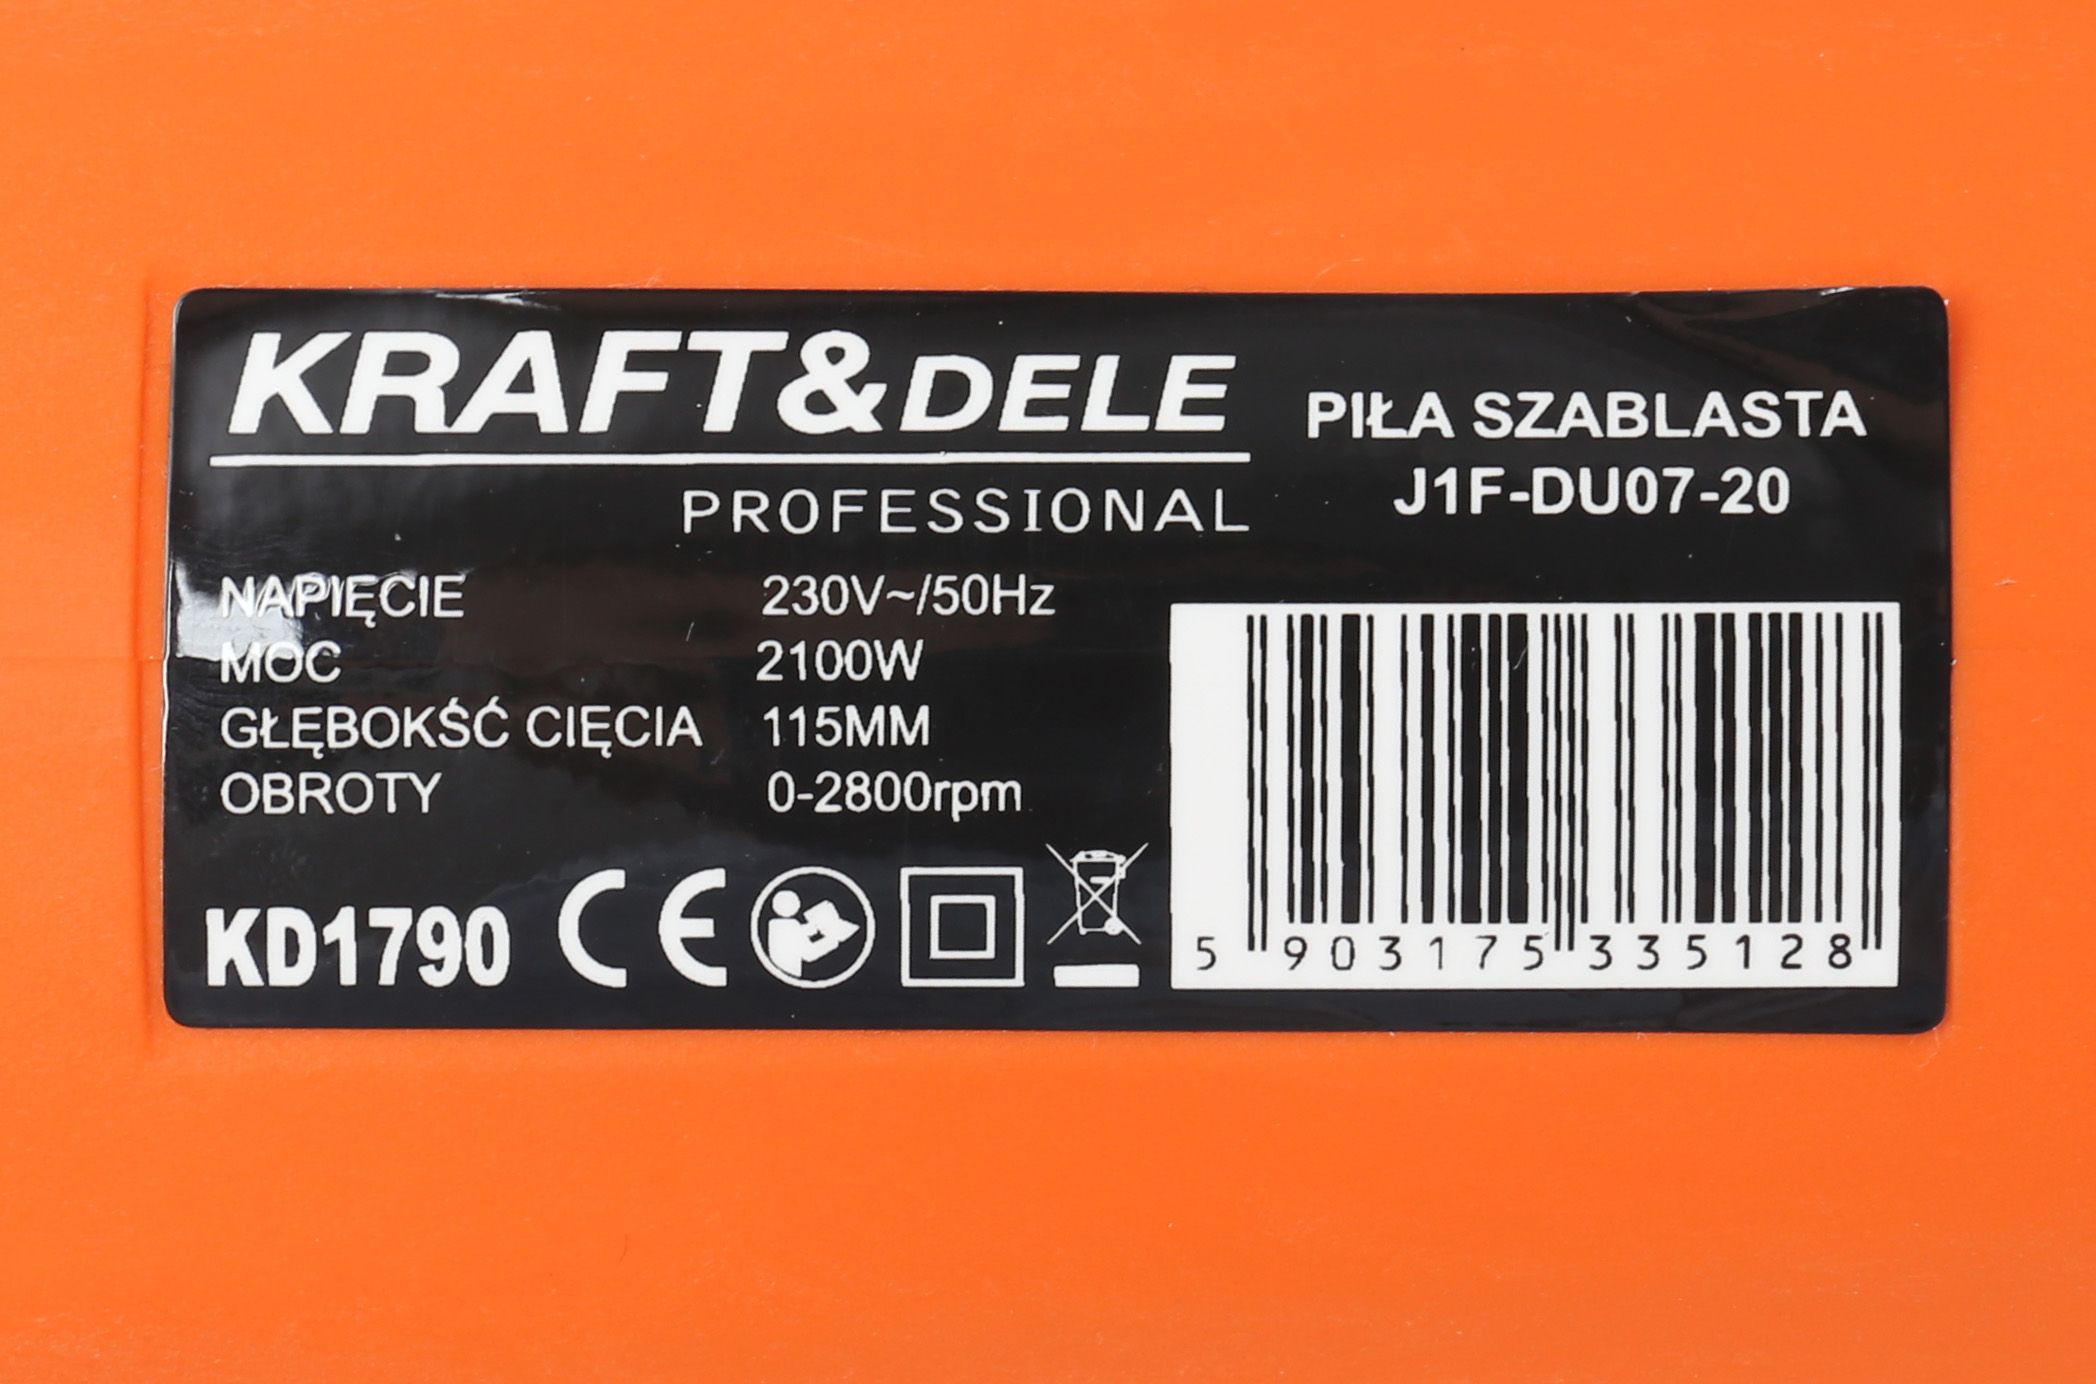 KRAFT&DELE
PROFESSIONAL
PIŁA SZABLASTA
J1F-DU07-20
NAPIĘCIE 230V~/50Hz
MOC 2100W
GŁĘBOKŚĆ CIĘCIA 115MM
OBROTY 0-2800rpm
KD1790 CE
5 903175 335128